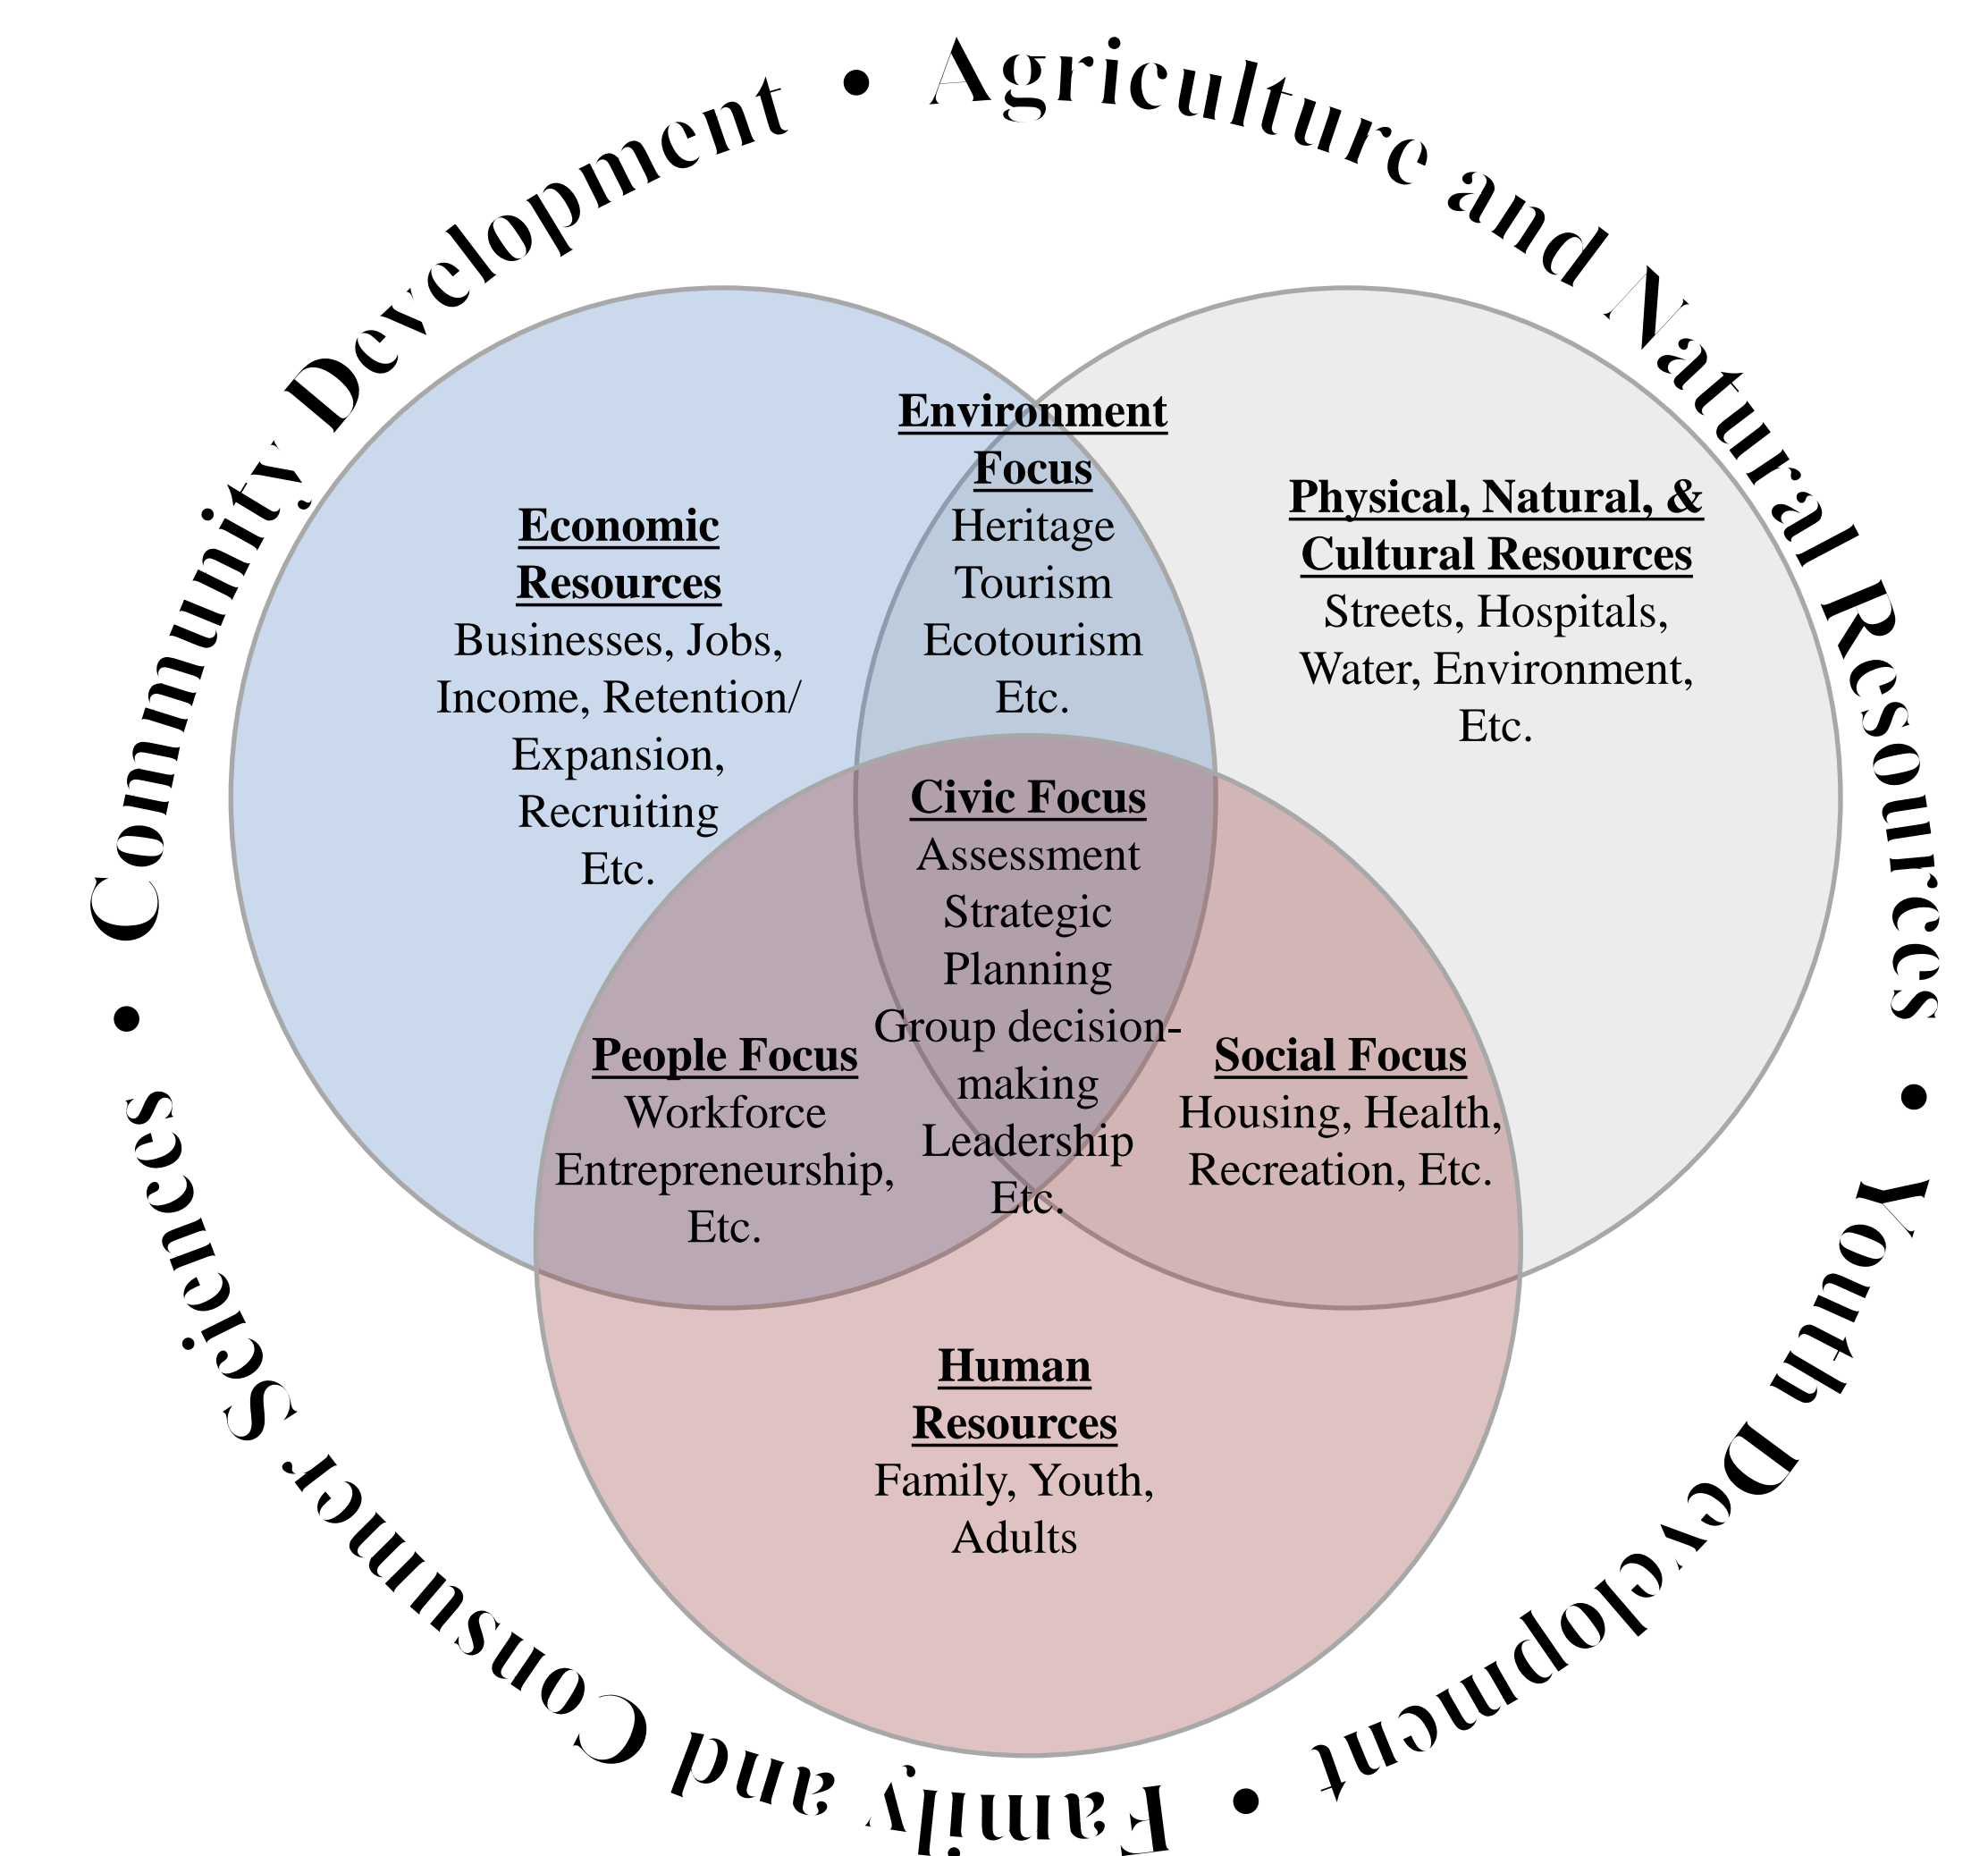 Community Development • Agriculture and Natural Resources • Youth Development • Family and Consumer Sciences •
Environment
Focus
Heritage
Tourism
Ecotourism
Etc.
Economic
Resources
Businesses, Jobs,
Income, Retention/
Expansion,
Recruiting
Etc.
Physical, Natural, &
Cultural Resources
Streets, Hospitals,
Water, Environment,
Etc.
Civic Focus
Assessment
Strategic
Planning
Group decision-
making
Leadership
Etc.
People Focus
Workforce
Entrepreneurship,
Etc.
Social Focus
Housing, Health,
Recreation, Etc.
Human
Resources
Family, Youth,
Adults